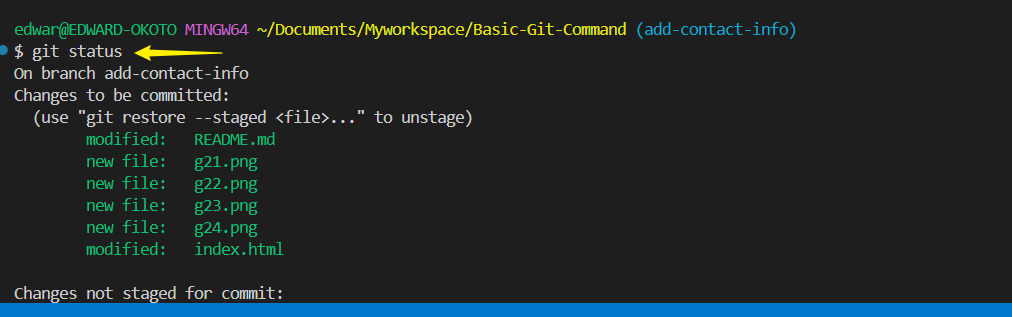 edwar@EDWARD-OKOTO MINGW64 ~/Documents/Myworkspace/Basic-Git-Command (add-contact-info)
$ git status
On branch add-contact-info
Changes to be committed:
  (use "git restore --staged <file>..." to unstage)
        modified:   README.md
        new file:   g21.png
        new file:   g22.png
        new file:   g23.png
        new file:   g24.png
        modified:   index.html
Changes not staged for commit: